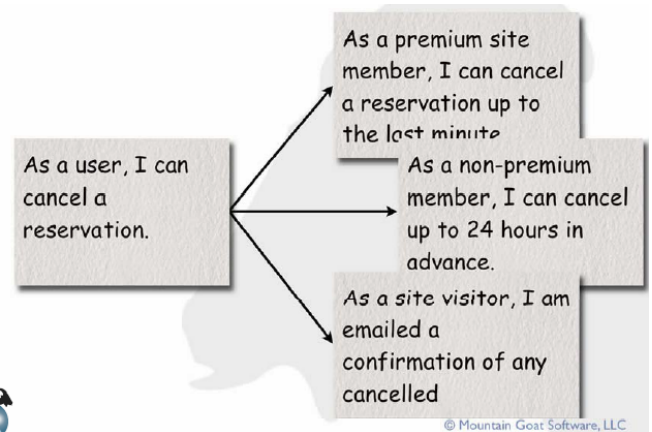 As a premium site
member, I can cancel
a reservation up to
the last minute
As a user, I can
cancel a
reservation.
As a non-premium
member, I can cancel
up to 24 hours in
advance.
As a site visitor, I am
emailed a
confirmation of any
cancelled
© Mountain Goat Software, LLC